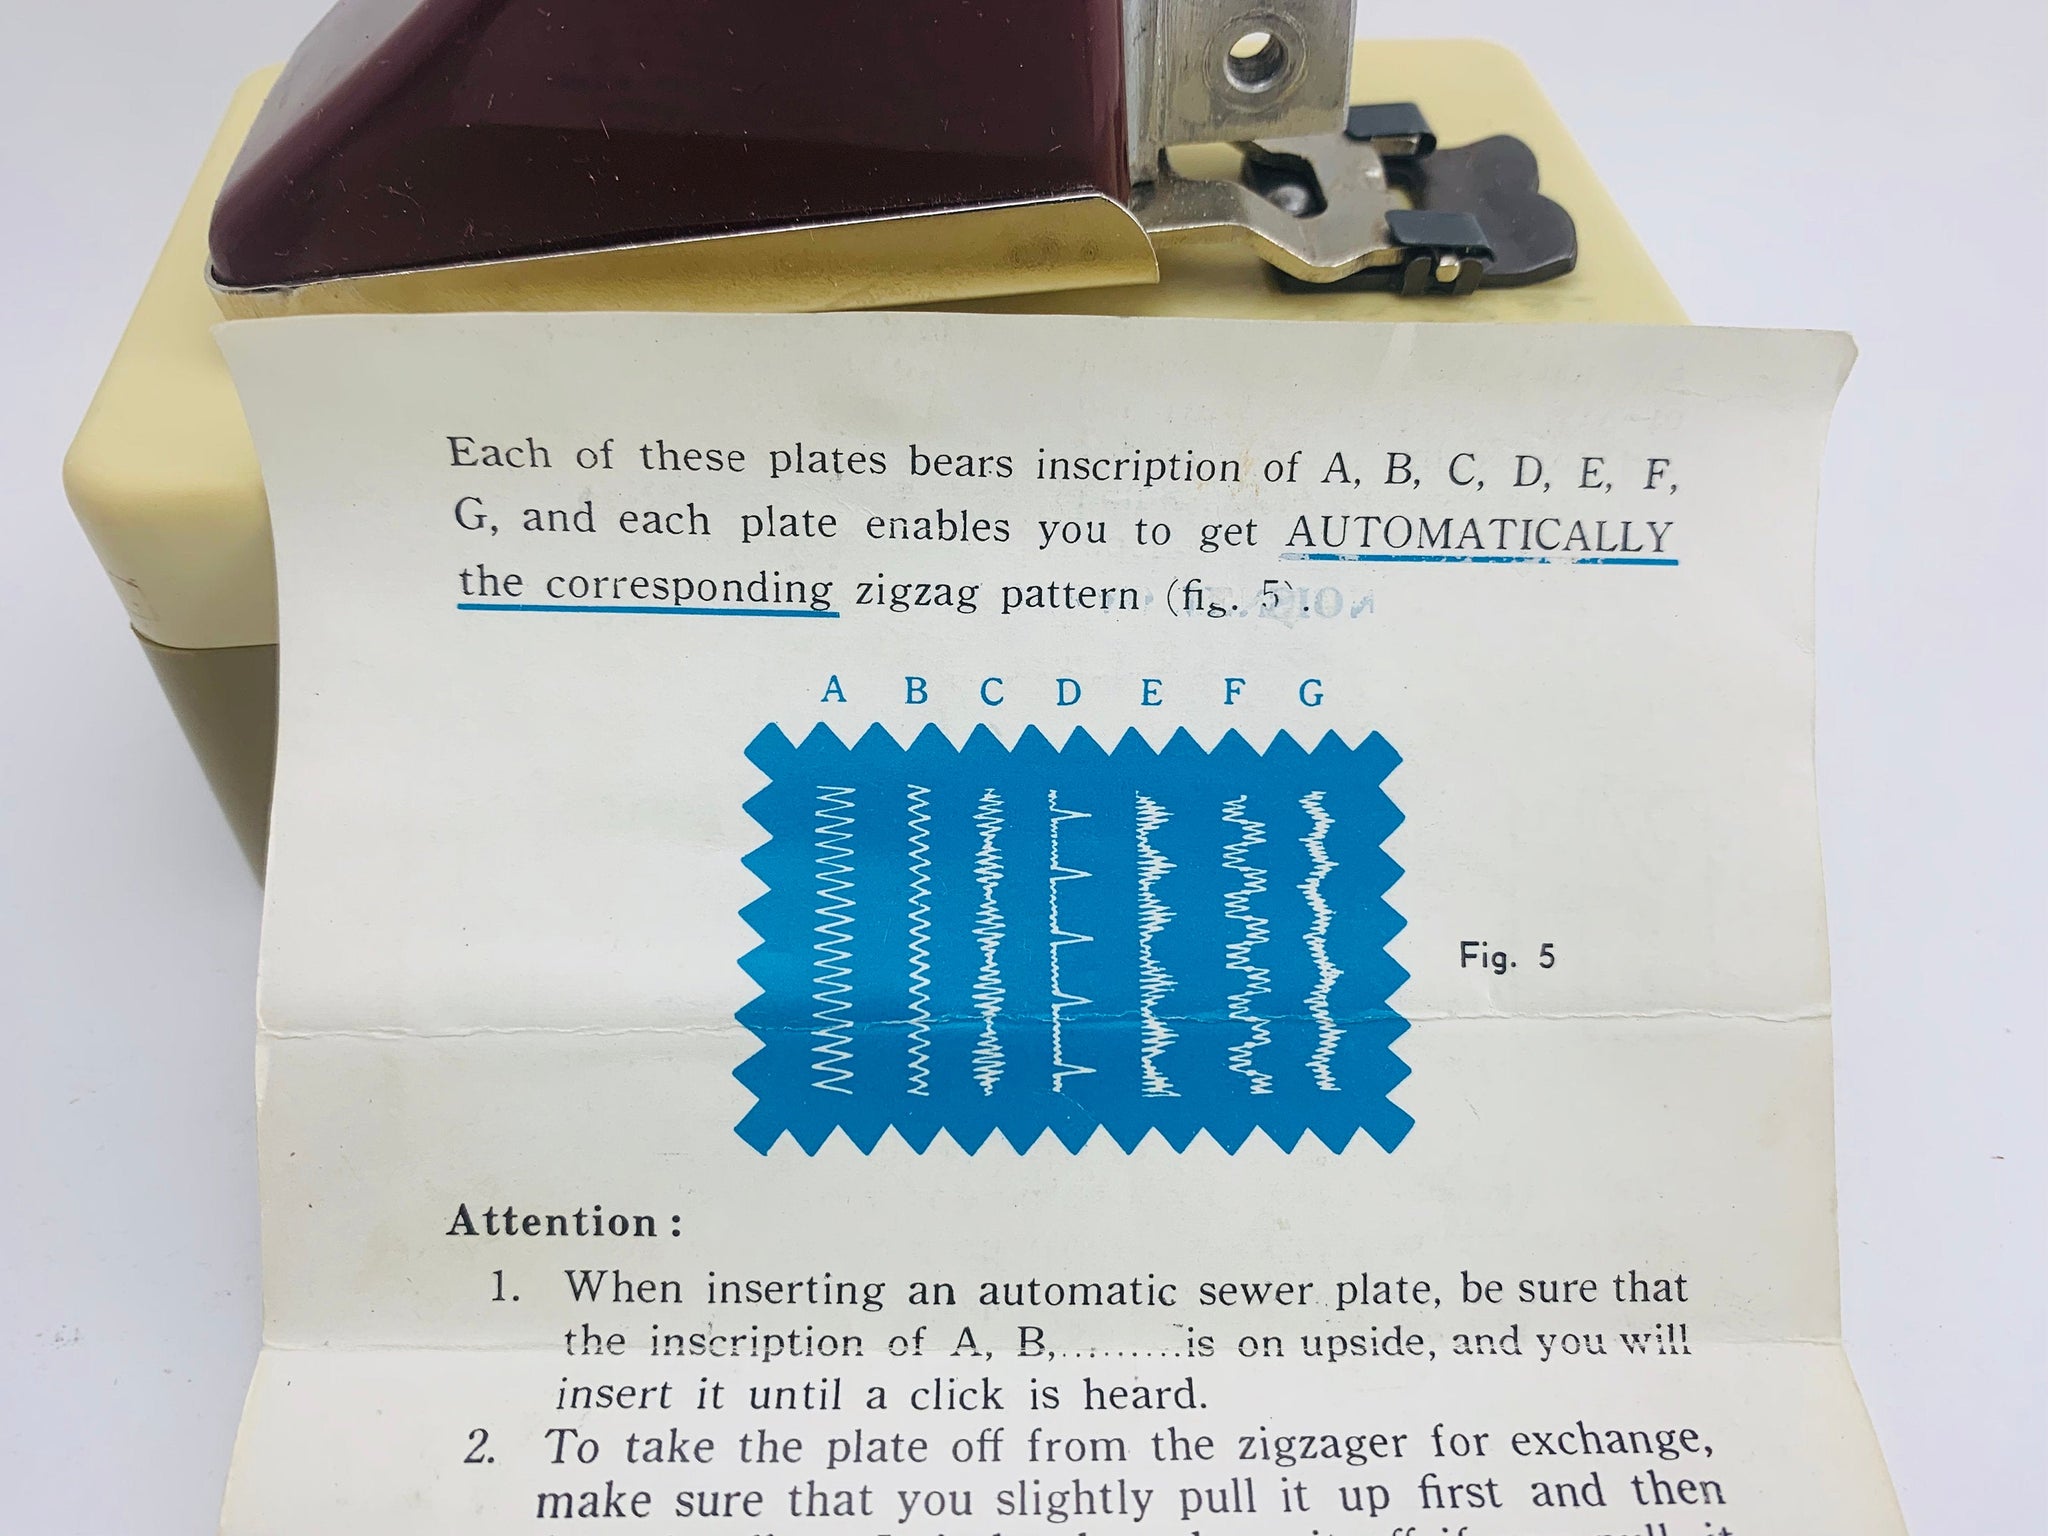 Each of these plates bears inscription of A, B, C, D, E, F,
G, and each plate enables you to get AUTOMATICALLY
the corresponding zigzag pattern (fig. 5).
A B C D E F G
Fig. 5
Attention:
1. When inserting an automatic sewer plate, be sure that
the inscription of A, B,.........is on upside, and you will
insert it until a click is heard.
2. To take the plate off from the zigzager for exchange,
make sure that you slightly pull it up first and then